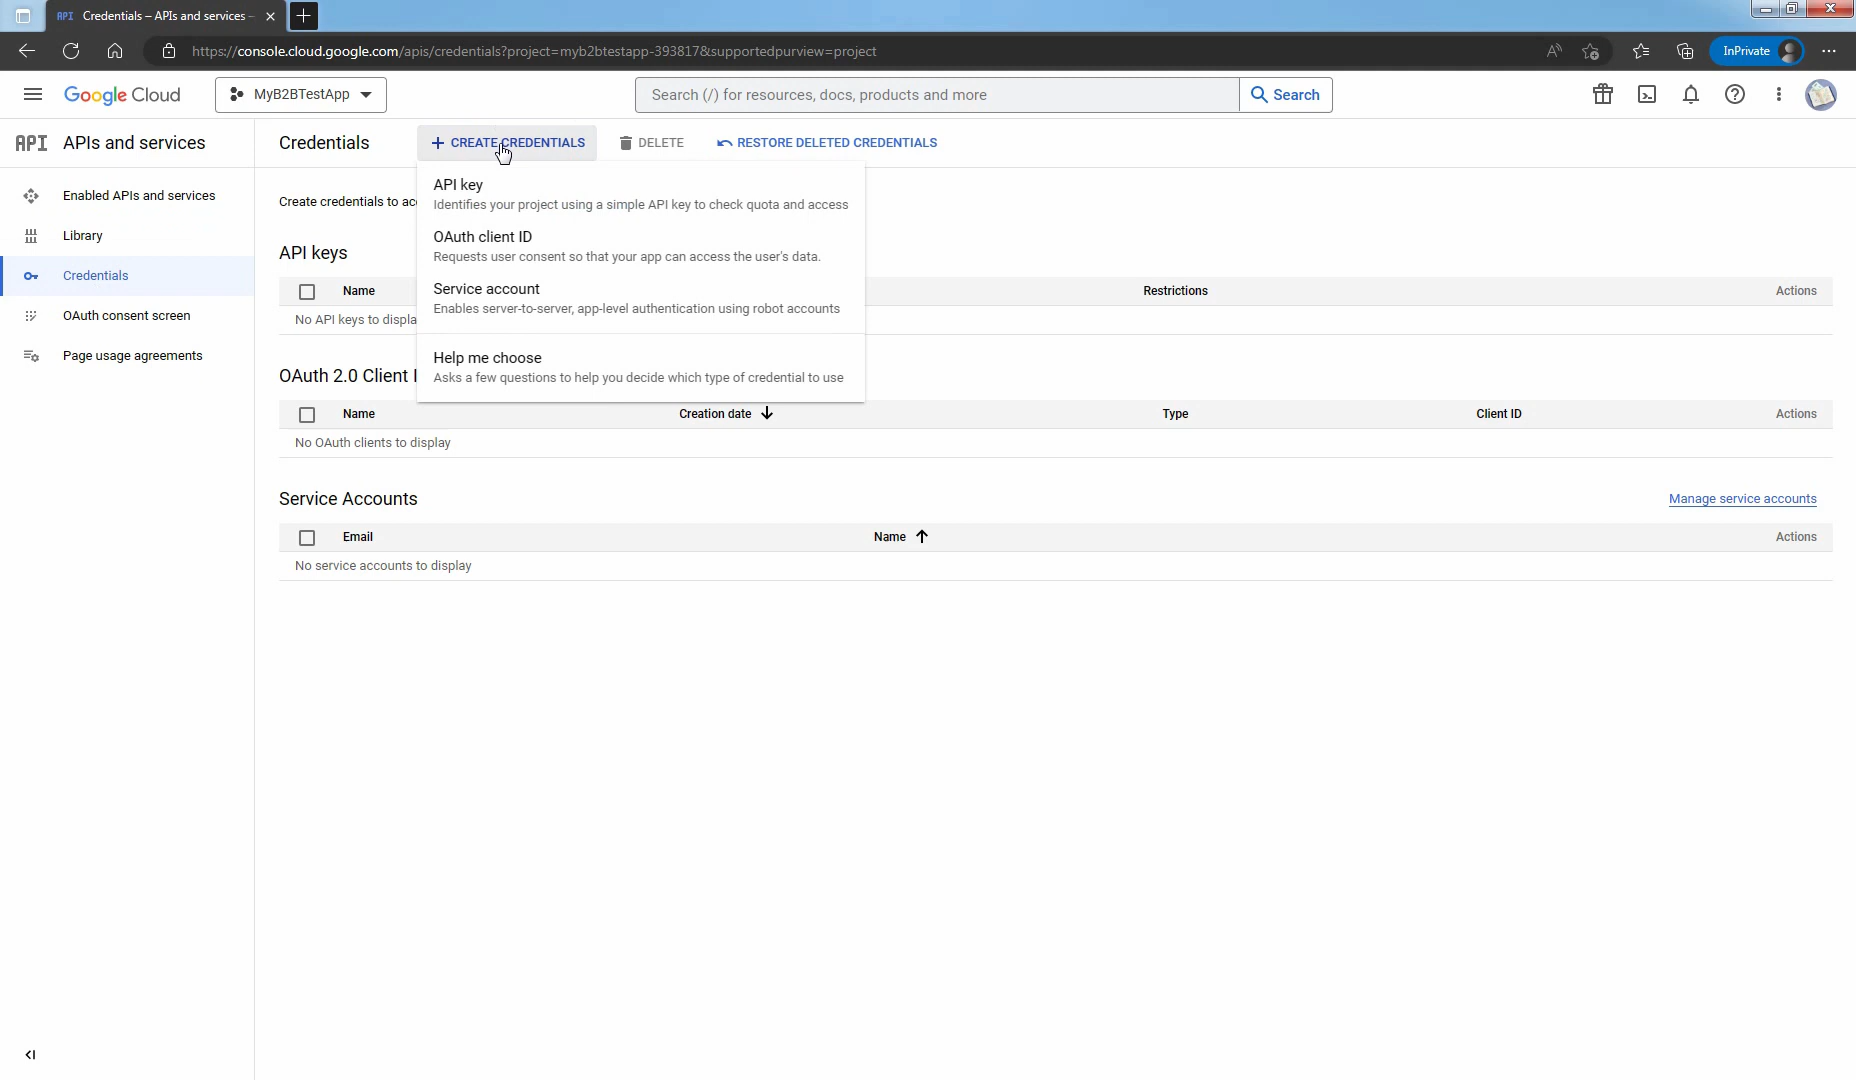 API Credentials – APIs and services –
https://console.cloud.google.com/apis/credentials?project=myb2btestapp-393817&supportedpurview=project
InPrivate
Google Cloud
MyB2BTestApp
Search (/) for resources, docs, products and more
Search
API APIs and services
Credentials
+ CREATE CREDENTIALS
DELETE
RESTORE DELETED CREDENTIALS
Enabled APIs and services
Library
Credentials
OAuth consent screen
Page usage agreements
API key
Identifies your project using a simple API key to check quota and access
OAuth client ID
Requests user consent so that your app can access the user's data.
Service account
Enables server-to-server, app-level authentication using robot accounts
Help me choose
Asks a few questions to help you decide which type of credential to use
Create credentials to ac
API keys
Name Restrictions Actions
No API keys to displa
OAuth 2.0 Client I
Name Creation date Type Client ID Actions
No OAuth clients to display
Service Accounts
Manage service accounts
Email Name Actions
No service accounts to display